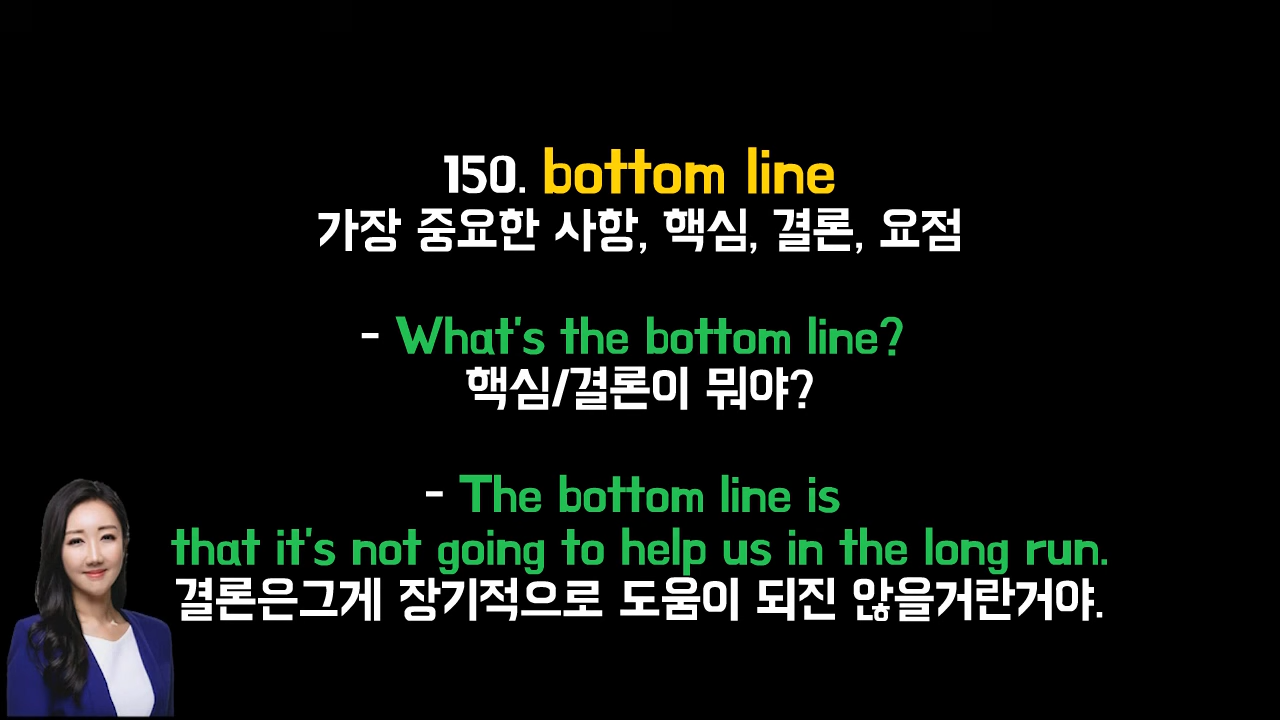 150. bottom line
가장 중요한 사항, 핵심, 결론, 요점
- What's the bottom line?
핵심/결론이 뭐야?
- The bottom line is
that it's not going to help us in the long run.
결론은그게 장기적으로 도움이 되진 않을거란거야.